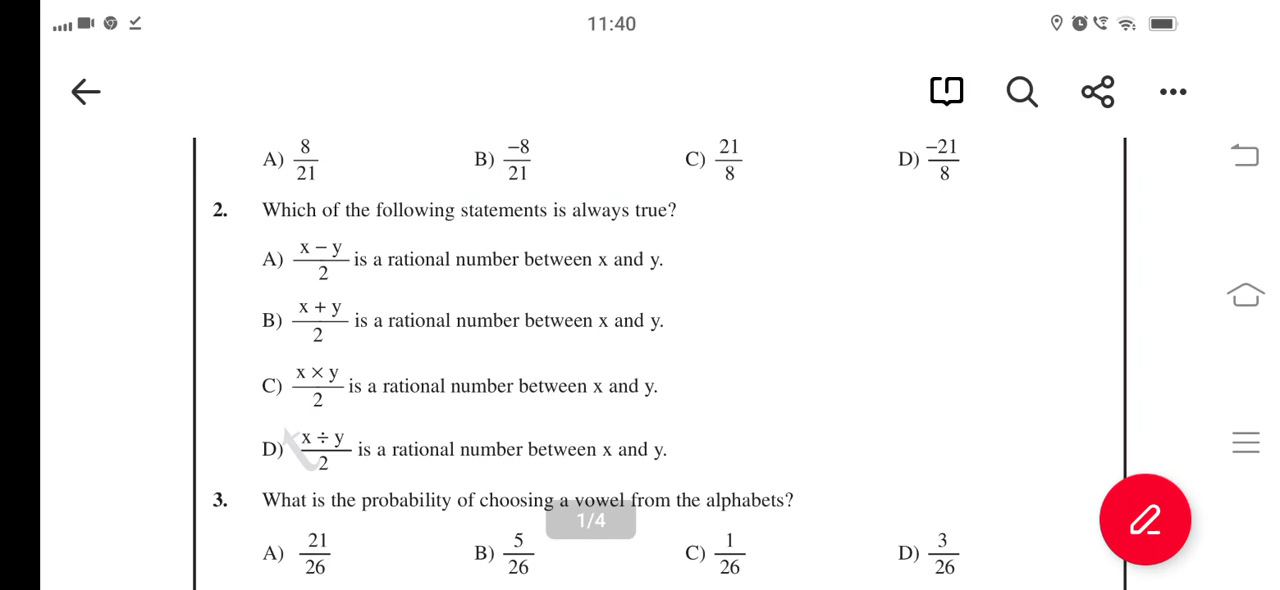 11:40
A) 8/21 B) −8/21 C) 21/8 D) −21/8
2. Which of the following statements is always true?
A) x − y/2 is a rational number between x and y.
B) x + y/2 is a rational number between x and y.
C) x × y/2 is a rational number between x and y.
D) x ÷ y/2 is a rational number between x and y.
3. What is the probability of choosing a vowel from the alphabets?
1/4
A) 21/26 B) 5/26 C) 1/26 D) 3/26